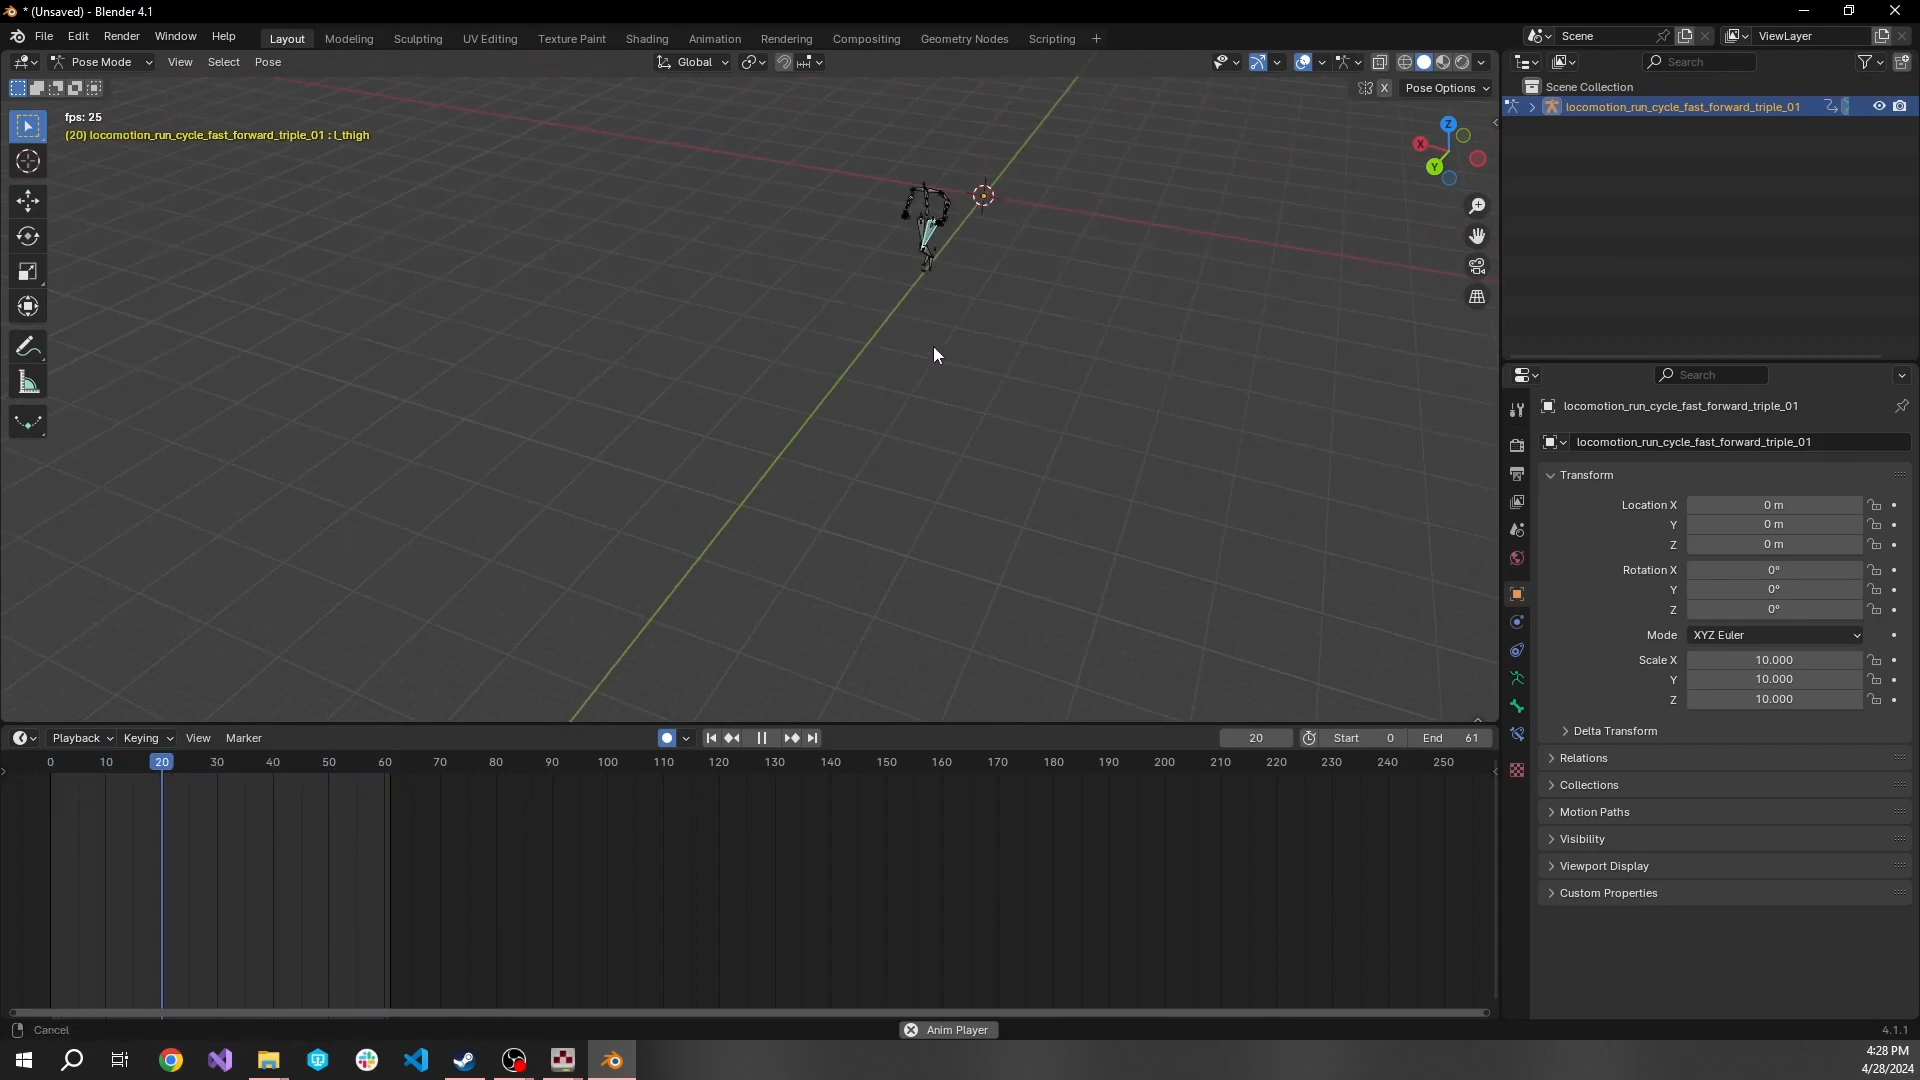 * (Unsaved) - Blender 4.1
File Edit Render Window Help
Layout Modeling Sculpting UV Editing Texture Paint Shading Animation Rendering Compositing Geometry Nodes Scripting
Scene
ViewLayer
Pose Mode View Select Pose
Global
Search
X Pose Options
Scene Collection
locomotion_run_cycle_fast_forward_triple_01
fps: 25
(20) locomotion_run_cycle_fast_forward_triple_01 : l_thigh
Z
X
Y
Search
locomotion_run_cycle_fast_forward_triple_01
locomotion_run_cycle_fast_forward_triple_01
Transform
Location X 0 m
Y 0 m
Z 0 m
Rotation X 0°
Y 0°
Z 0°
Mode XYZ Euler
Scale X 10.000
Y 10.000
Z 10.000
Delta Transform
Relations
Collections
Motion Paths
Visibility
Viewport Display
Custom Properties
Playback Keying View Marker
20 Start 0 End 61
0 10 20 30 40 50 60 70 80 90 100 110 120 130 140 150 160 170 180 190 200 210 220 230 240 250
Cancel
Anim Player
4.1.1
4:28 PM
4/28/2024